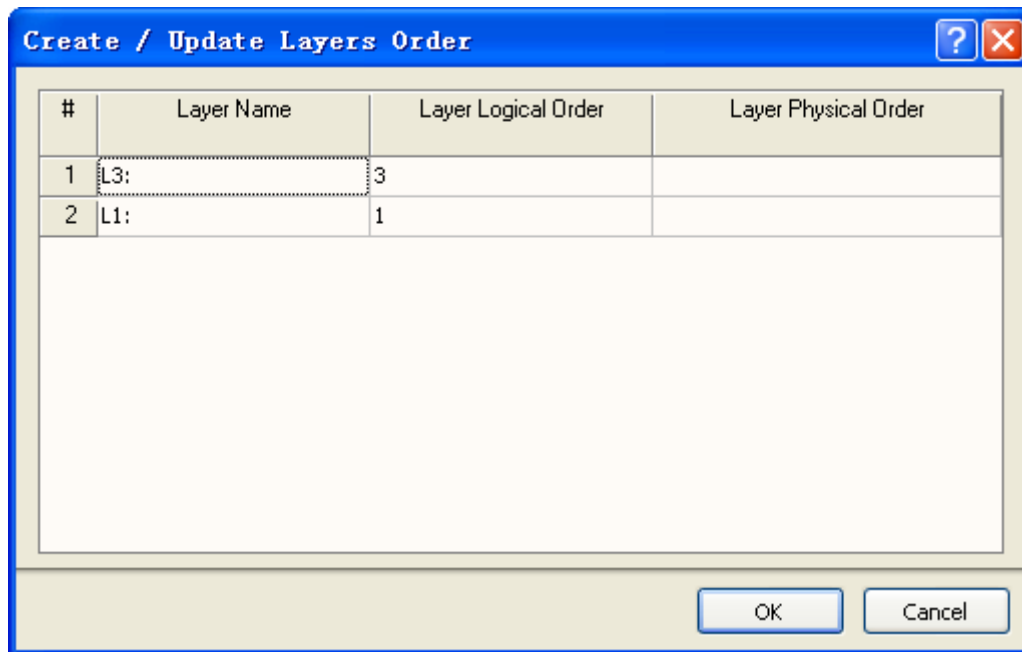 Create / Update Layers Order
# Layer Name Layer Logical Order Layer Physical Order
1 L3: 3
2 L1: 1
OK Cancel